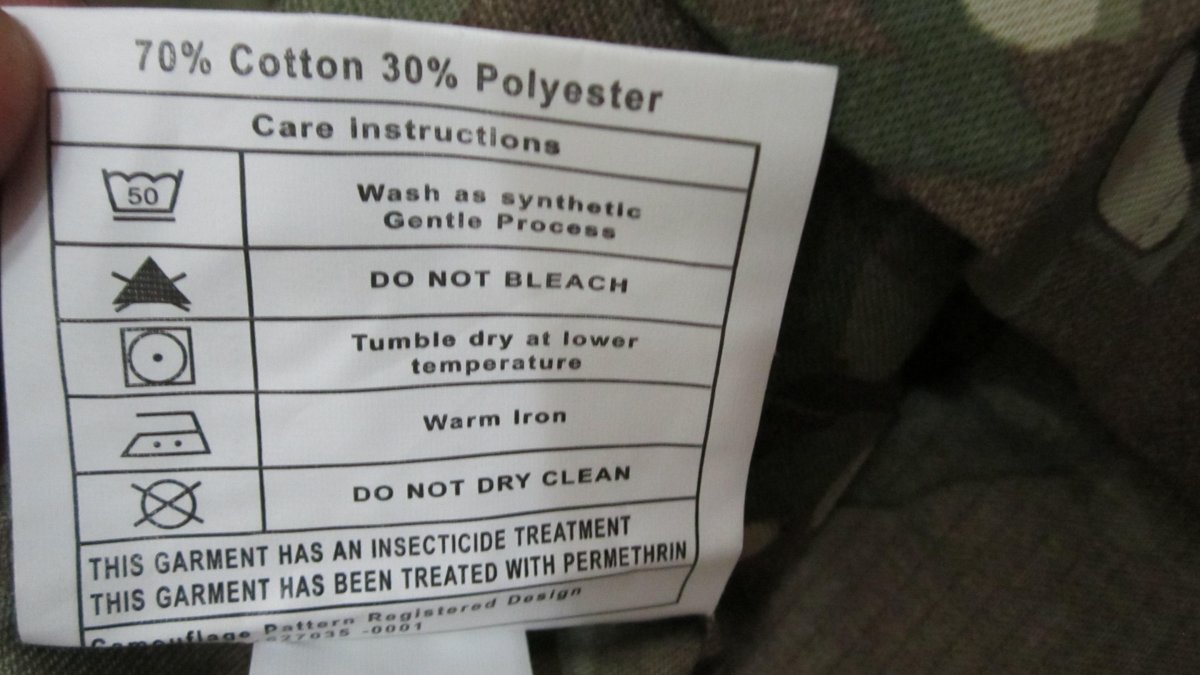 70% Cotton 30% Polyester
Care instructions
50
Wash as synthetic
Gentle Process
DO NOT BLEACH
Tumble dry at lower
temperature
Warm Iron
DO NOT DRY CLEAN
THIS GARMENT HAS AN INSECTICIDE TREATMENT
THIS GARMENT HAS BEEN TREATED WITH PERMETHRIN
Camouflage Pattern Registered Design
-0001